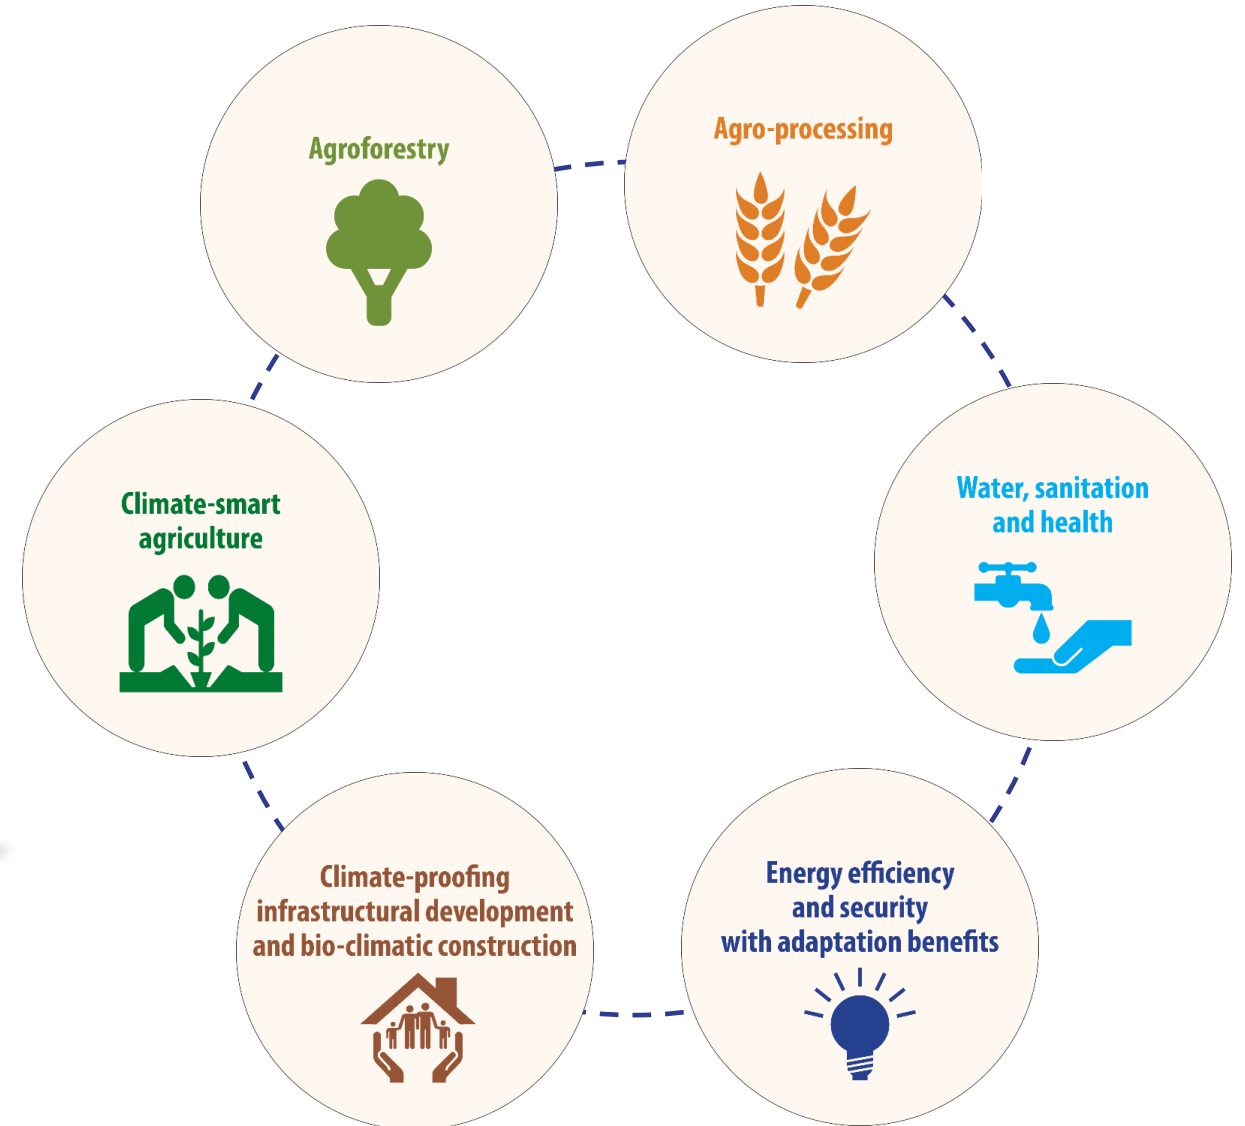 Agroforestry
Agro-processing
Climate-smart
agriculture
Water, sanitation
and health
Climate-proofing
infrastructural development
and bio-climatic construction
Energy efficiency
and security
with adaptation benefits